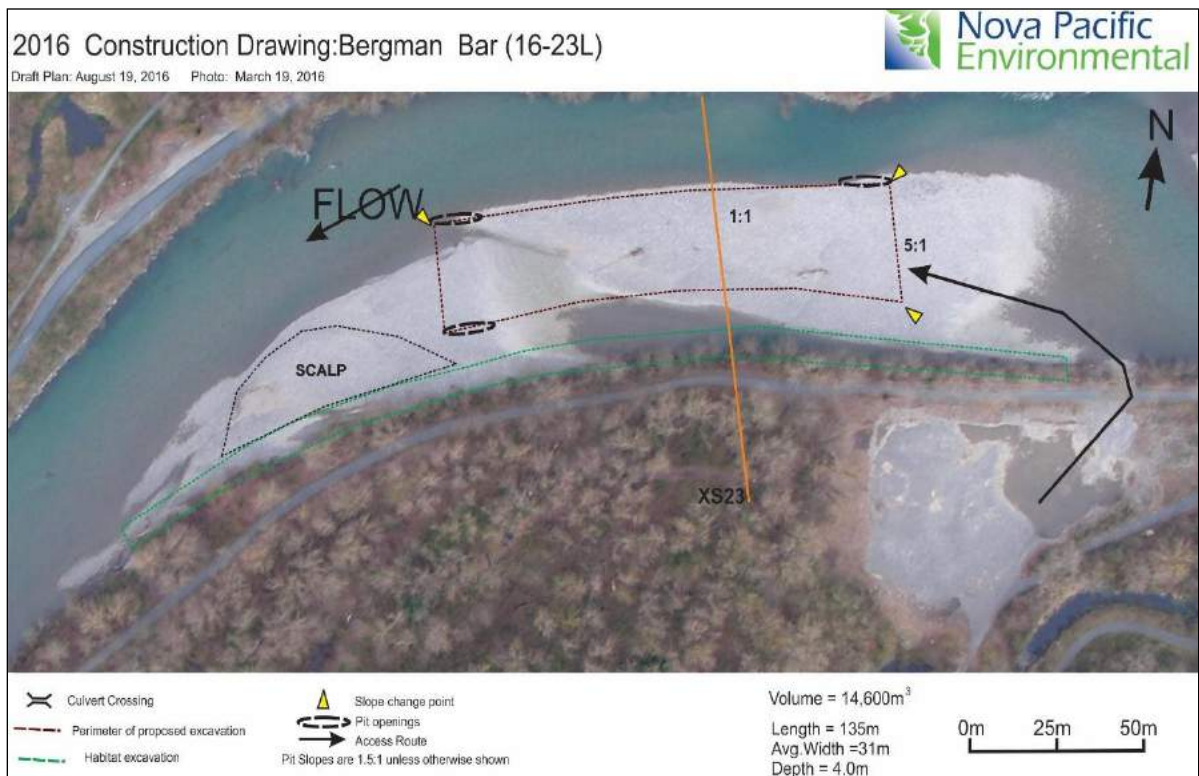 2016 Construction Drawing:Bergman Bar (16-23L)
Draft Plan: August 19, 2016 Photo: March 19, 2016
Nova Pacific
Environmental
N
FLOW
1:1
5:1
SCALP
XS23
Culvert Crossing
Perimeter of proposed excavation
Habitat excavation
Slope change point
Pit openings
Access Route
Pit Slopes are 1.5:1 unless otherwise shown
Volume = 14,600m³
Length = 135m
Avg.Width =31m
Depth = 4.0m
0m 25m 50m